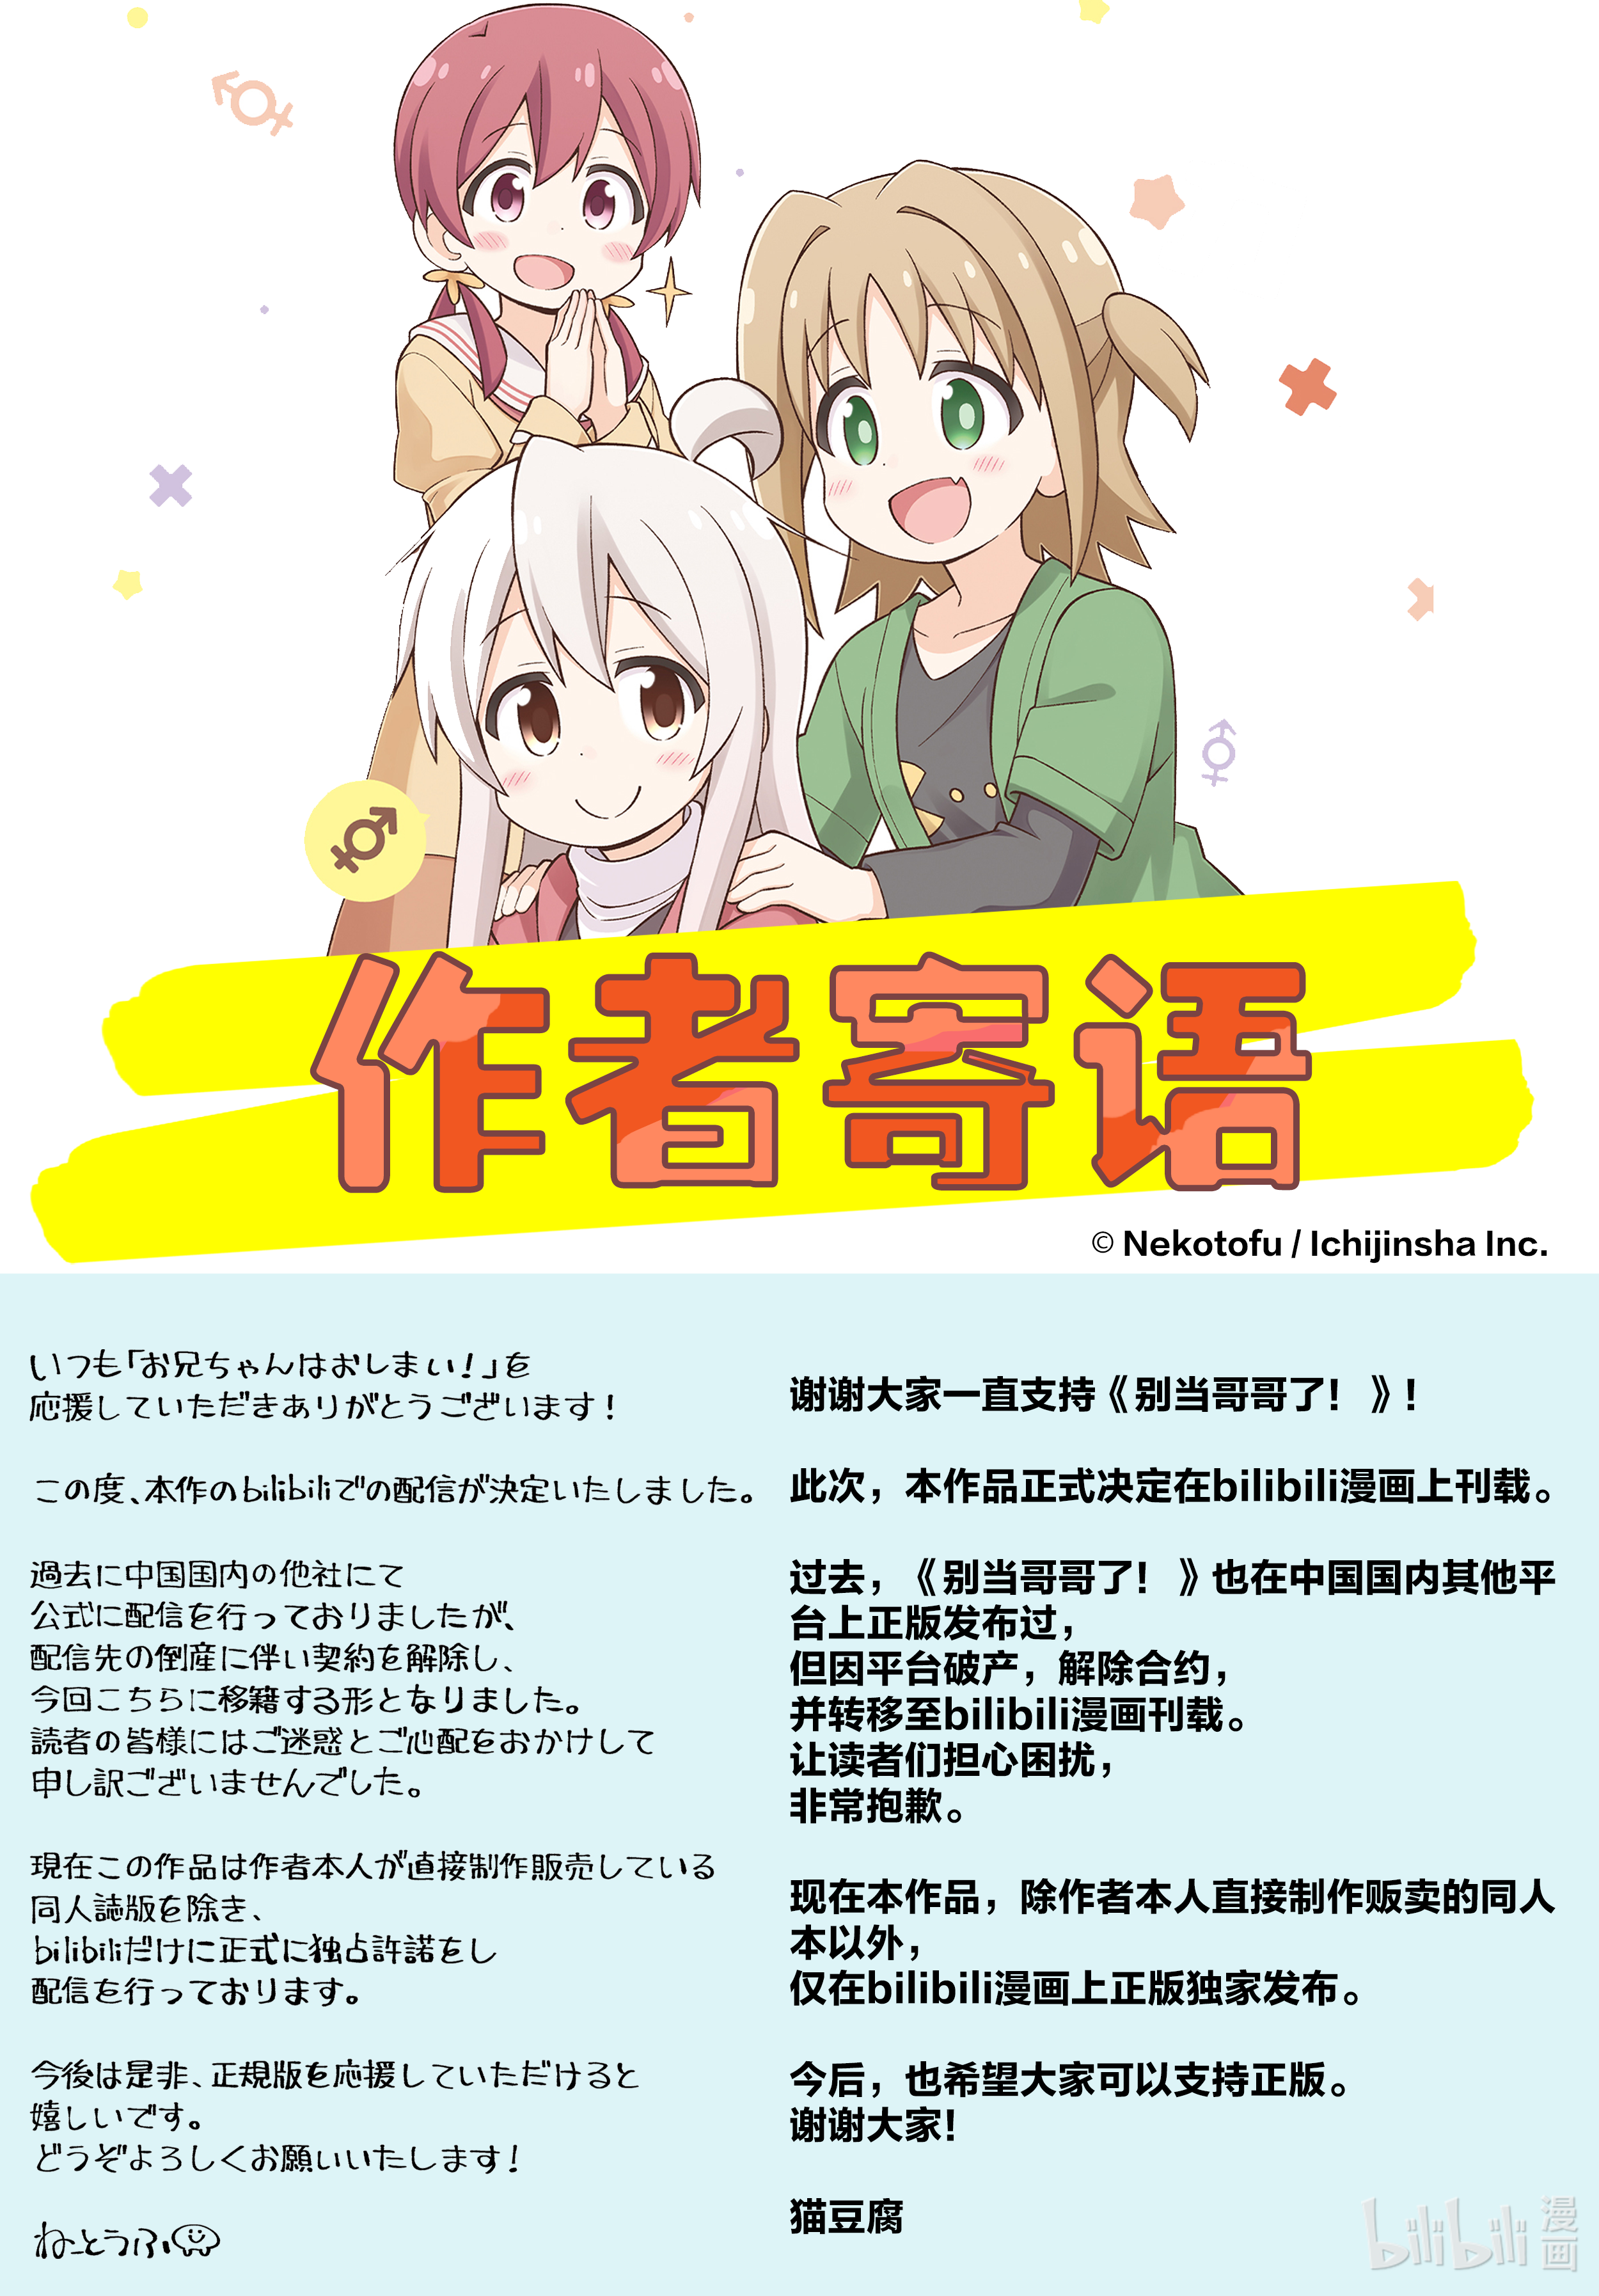 作者寄语
© Nekotofu / Ichijinsha Inc.
いつも「お兄ちゃんはおしまい！」を
応援していただきありがとうございます！
この度、本作のbilibiliでの配信が決定いたしました。
過去に中国国内の他社にて
公式に配信を行っておりましたが、
配信先の倒産に伴い契約を解除し、
今回こちらに移籍する形となりました。
読者の皆様にはご迷惑とご心配をおかけして
申し訳ございませんでした。
現在この作品は作者本人が直接制作販売している
同人誌版を除き、
bilibiliだけに正式に独占許諾をし
配信を行っております。
今後は是非、正規版を応援していただけると
嬉しいです。
どうぞよろしくお願いいたします！
ねことうふ
谢谢大家一直支持《别当哥哥了！》！
此次，本作品正式决定在bilibili漫画上刊载。
过去，《别当哥哥了！》也在中国国内其他平
台上正版发布过，
但因平台破产，解除合约，
并转移至bilibili漫画刊载。
让读者们担心困扰，
非常抱歉。
现在本作品，除作者本人直接制作贩卖的同人
本以外，
仅在bilibili漫画上正版独家发布。
今后，也希望大家可以支持正版。
谢谢大家！
猫豆腐
bilibili 漫画